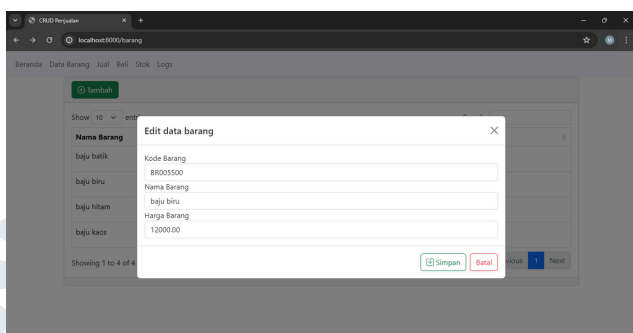 CRUD Penjualan
localhost:8000/barang
M
Beranda Data Barang Jual Beli Stok Logs
Tambah
Show 10
Nama Barang
baju batik
baju biru
baju hitam
baju kaos
Showing 1 to 4 of 4
Edit data barang
Kode Barang
BR005500
Nama Barang
baju biru
Harga Barang
12000.00
Simpan Batal
1 Next